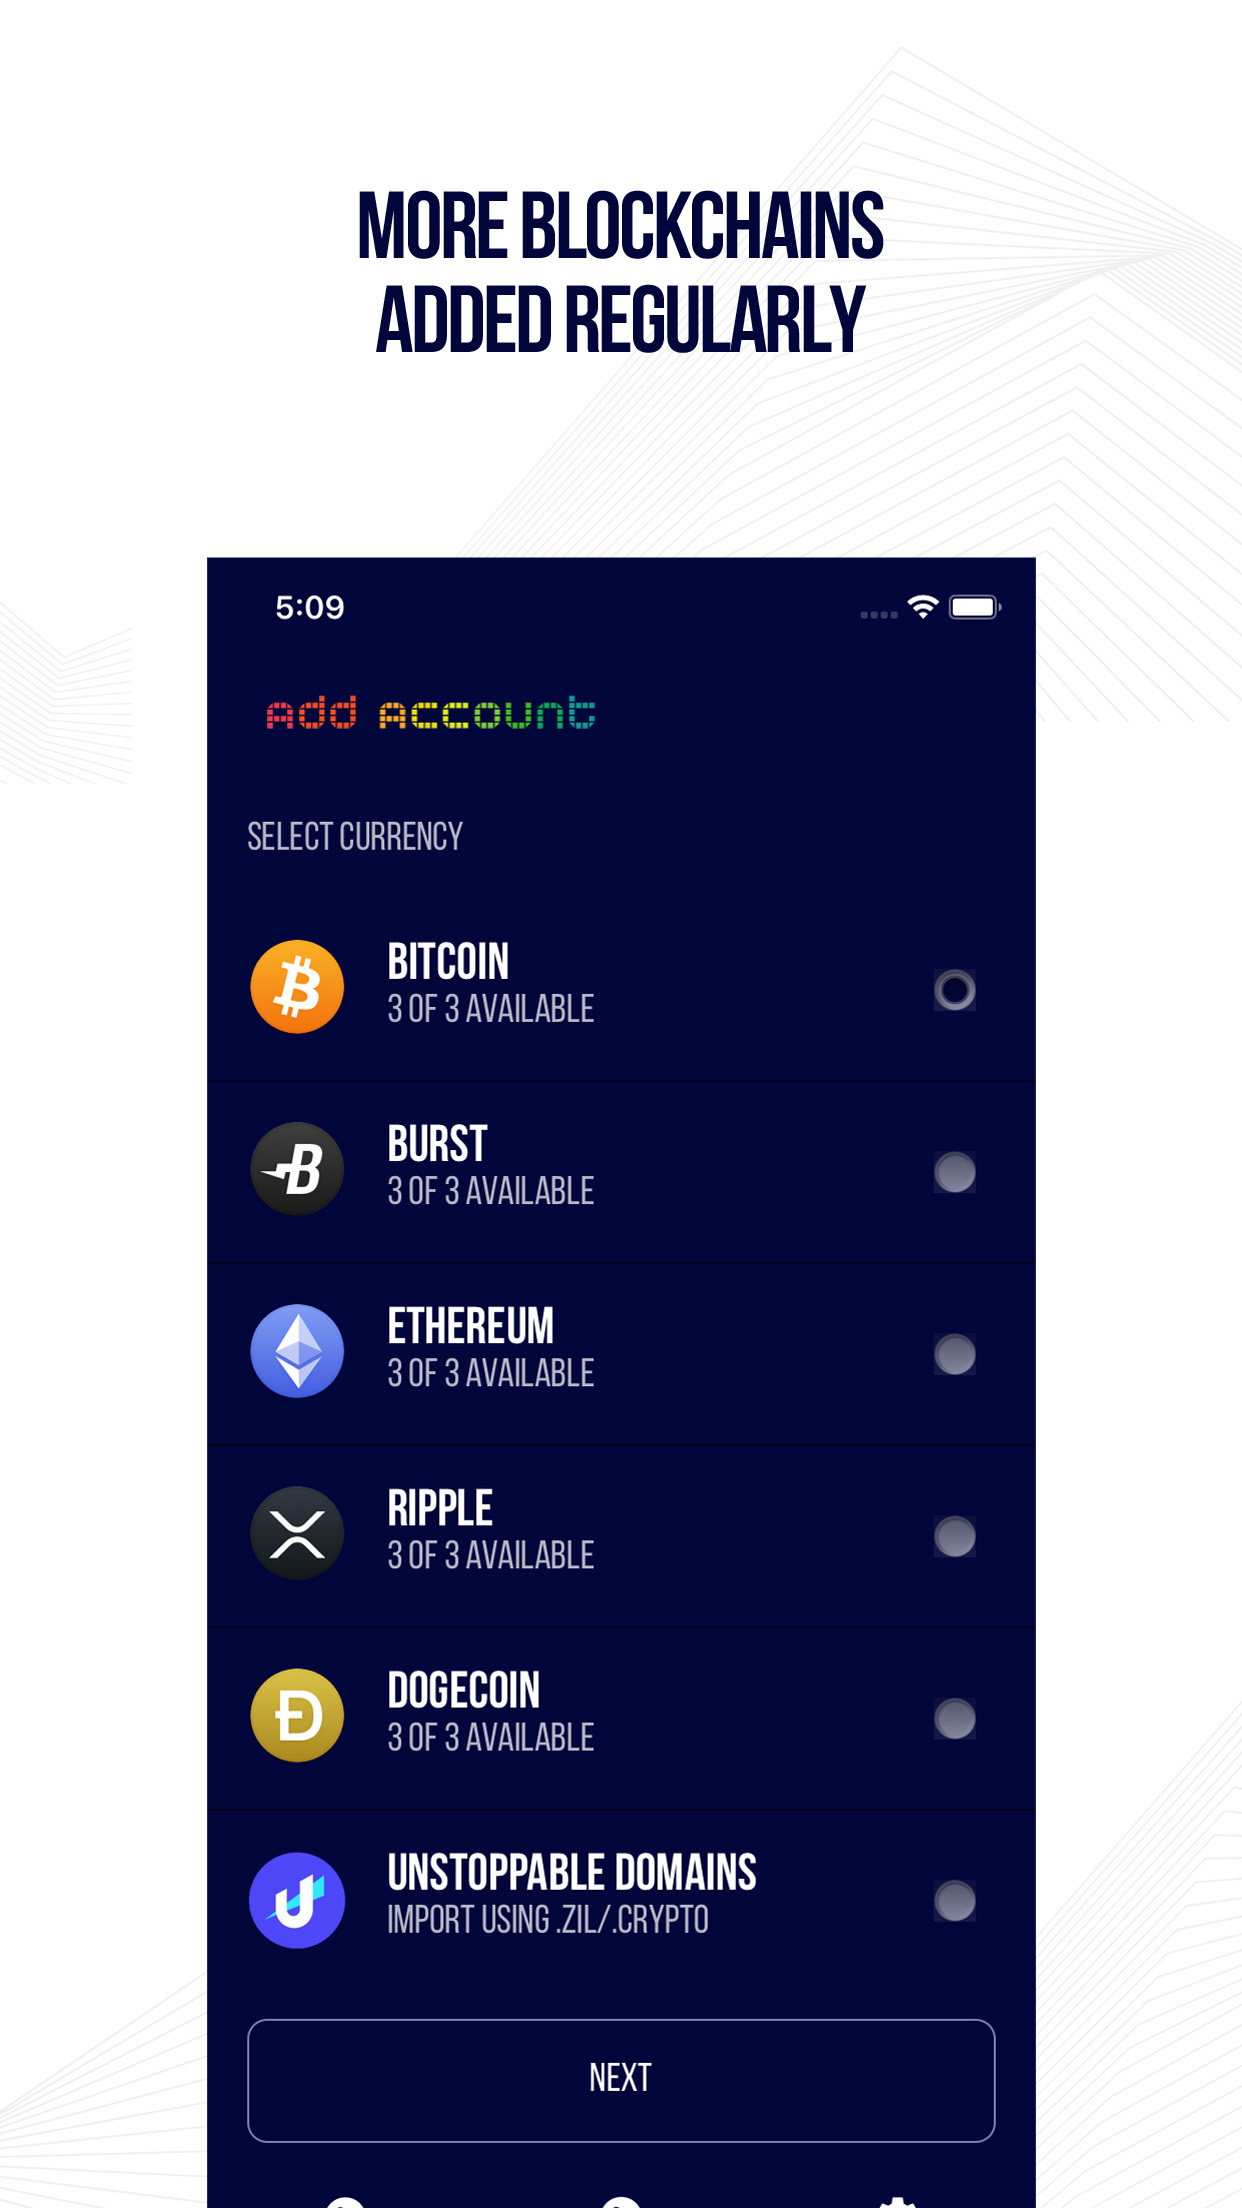 MORE BLOCKCHAINS
ADDED REGULARLY
5:09
Add Account
SELECT CURRENCY
BITCOIN
3 OF 3 AVAILABLE
BURST
3 OF 3 AVAILABLE
ETHEREUM
3 OF 3 AVAILABLE
RIPPLE
3 OF 3 AVAILABLE
DOGECOIN
3 OF 3 AVAILABLE
UNSTOPPABLE DOMAINS
IMPORT USING .ZIL/.CRYPTO
NEXT